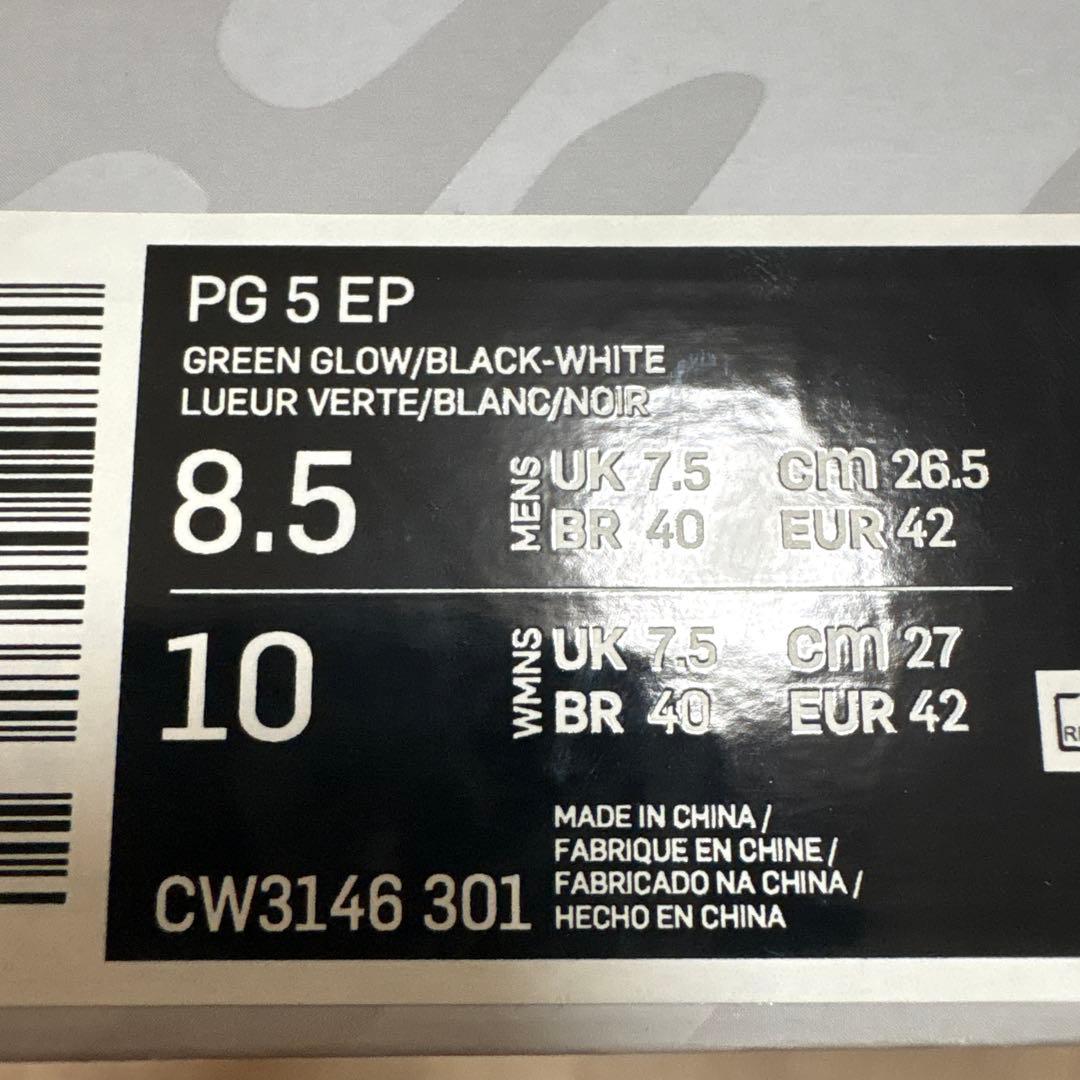 PG 5 EP
GREEN GLOW/BLACK-WHITE
LUEUR VERTE/BLANC/NOIR
8.5 MENS UK 7.5 cm 26.5
BR 40 EUR 42
10 WMNS UK 7.5 cm 27
BR 40 EUR 42
MADE IN CHINA /
FABRIQUE EN CHINE /
FABRICADO NA CHINA /
HECHO EN CHINA
CW3146 301